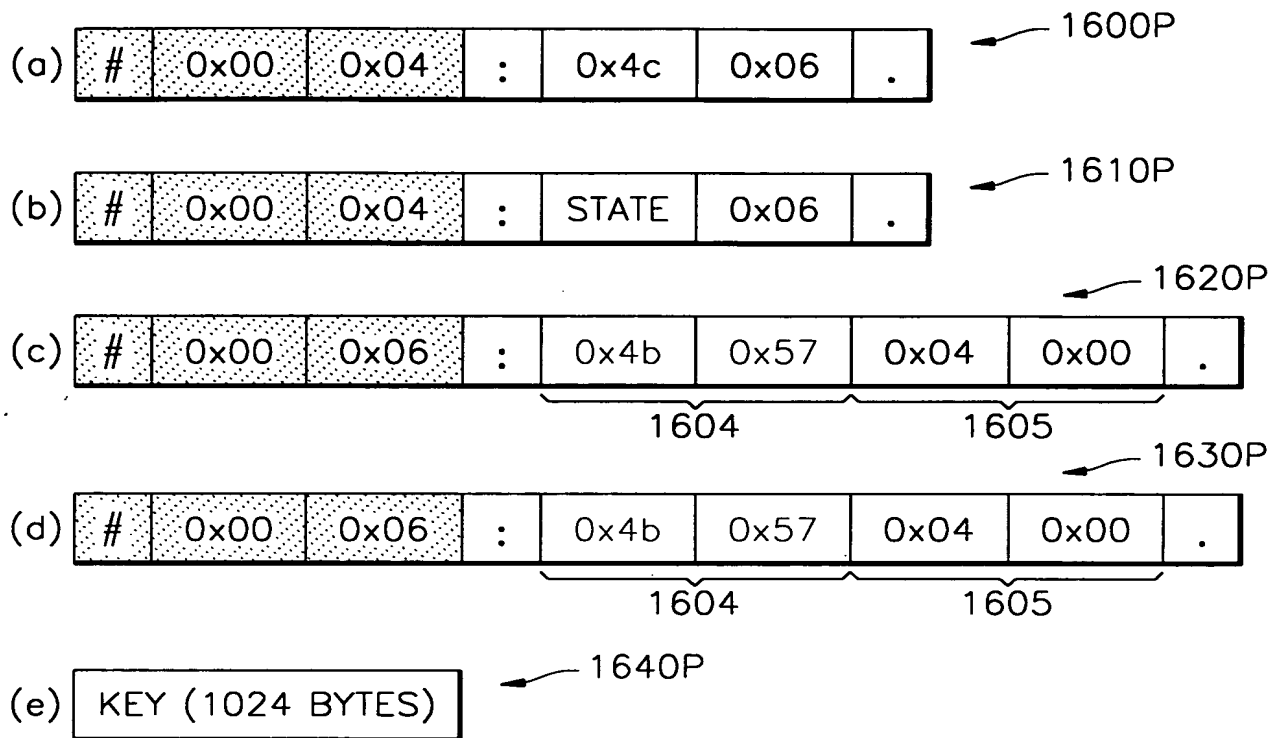 1600P
(a) # 0x00 0x04 : 0x4c 0x06 .
1610P
(b) # 0x00 0x04 : STATE 0x06 .
1620P
(c) # 0x00 0x06 : 0x4b 0x57 0x04 0x00 .
1604 1605
1630P
(d) # 0x00 0x06 : 0x4b 0x57 0x04 0x00 .
1604 1605
1640P
(e) KEY (1024 BYTES)